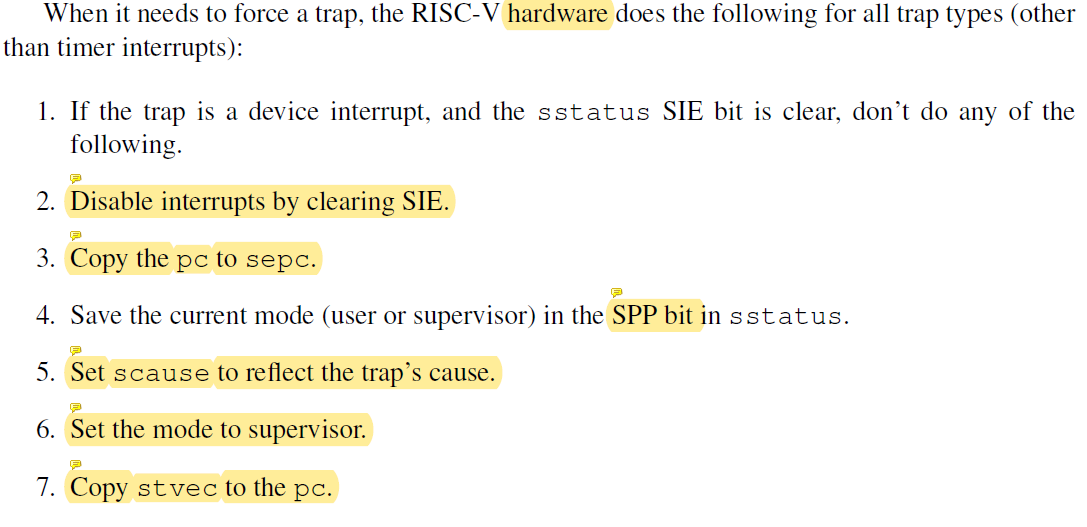 When it needs to force a trap, the RISC-V hardware does the following for all trap types (other
than timer interrupts):
1. If the trap is a device interrupt, and the sstatus SIE bit is clear, don’t do any of the
following.
2. Disable interrupts by clearing SIE.
3. Copy the pc to sepc.
4. Save the current mode (user or supervisor) in the SPP bit in sstatus.
5. Set scause to reflect the trap’s cause.
6. Set the mode to supervisor.
7. Copy stvec to the pc.